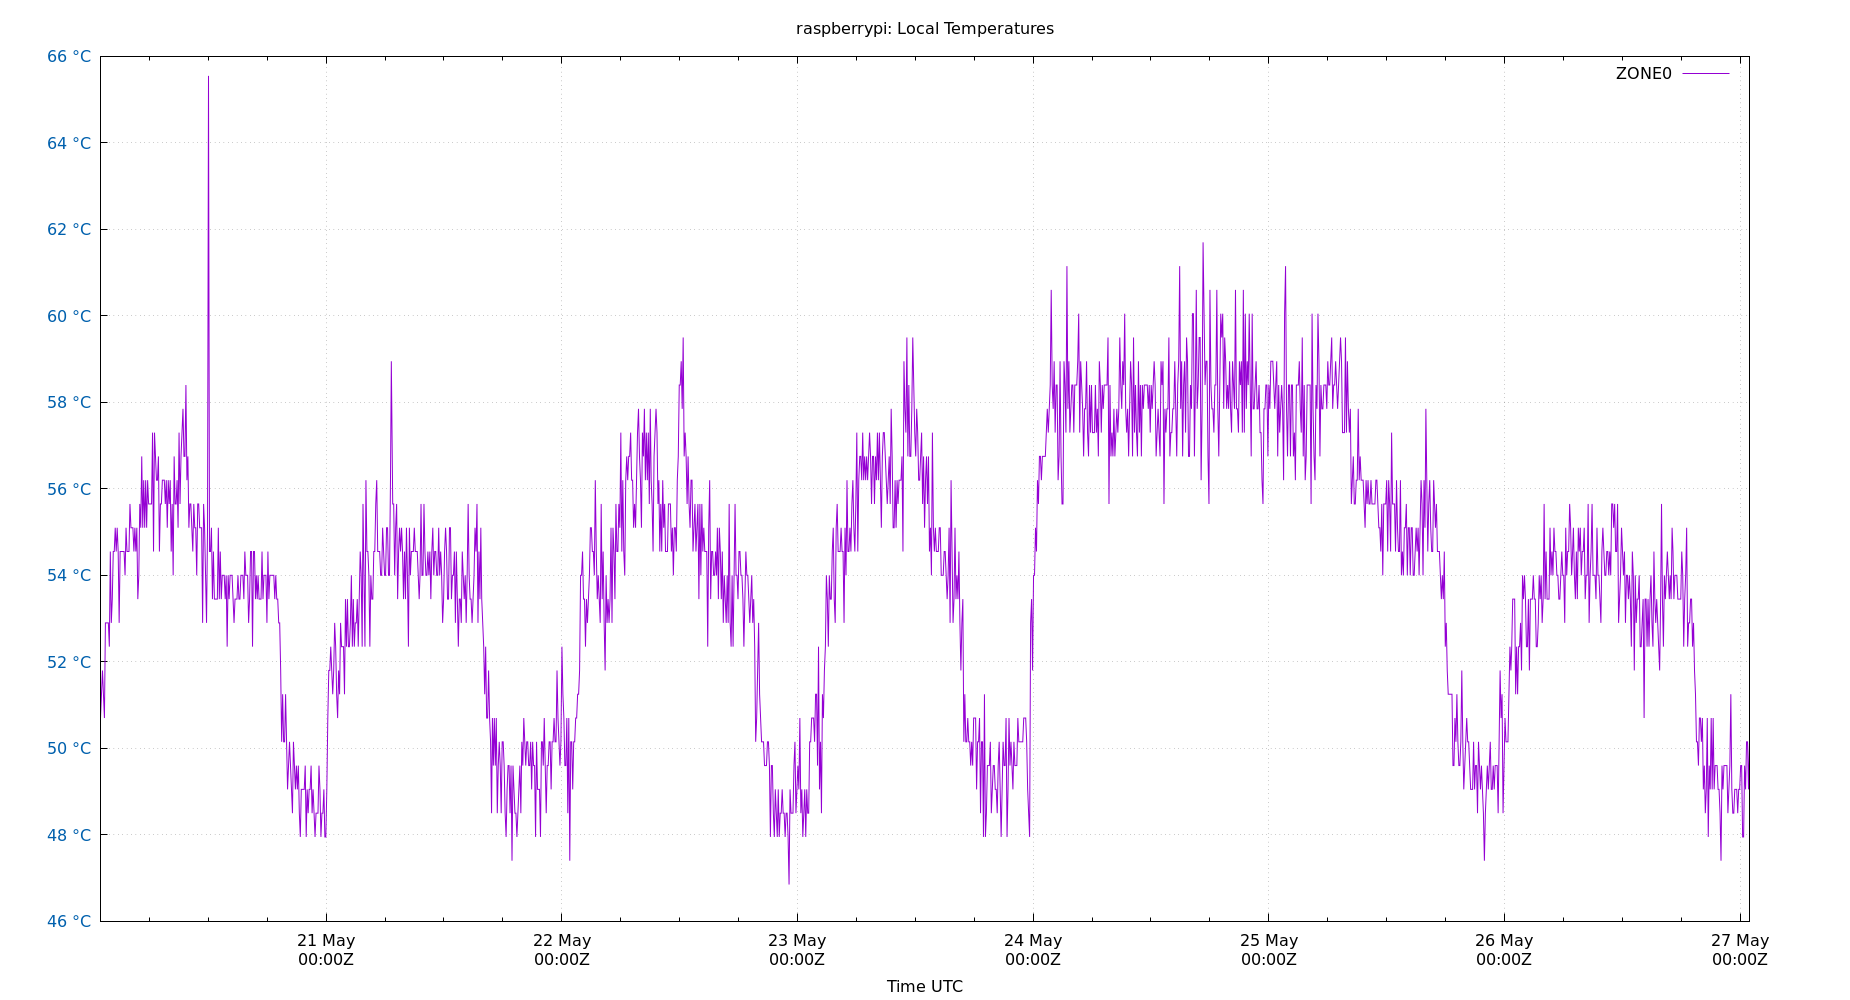 raspberrypi: Local Temperatures
ZONE0
66 °C
64 °C
62 °C
60 °C
58 °C
56 °C
54 °C
52 °C
50 °C
48 °C
46 °C
21 May 22 May 23 May 24 May 25 May 26 May 27 May
00:00Z 00:00Z 00:00Z 00:00Z 00:00Z 00:00Z 00:00Z
Time UTC